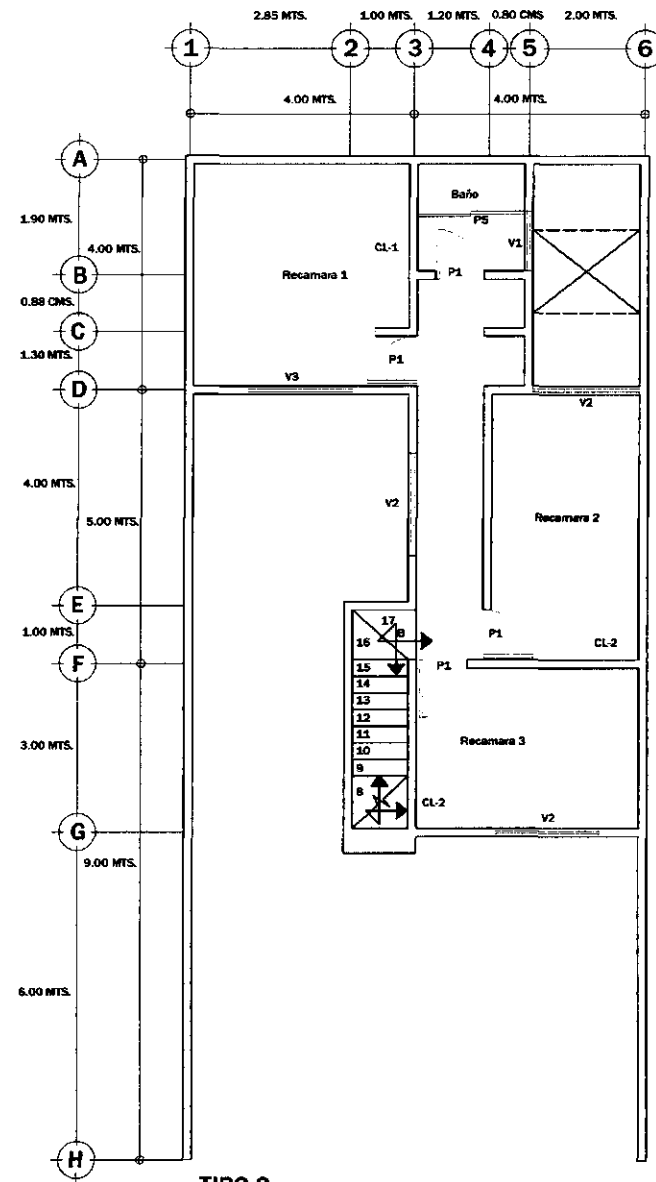 2.85 MTS. 1.00 MTS. 1.20 MTS. 0.80 CMS 2.00 MTS.
1 2 3 4 5 6
4.00 MTS. 4.00 MTS.
A
Baño
1.90 MTS.
P5
4.00 MTS.
CL-1 V1
B
Recamara 1
P1
0.88 CMS.
C
1.30 MTS.
P1
V3
D
V2
4.00 MTS.
V2
5.00 MTS.
Recamara 2
E
17
1.00 MTS.
B
16
P1
CL-2
F
15
P1
14
13
12
3.00 MTS.
11
Recamara 3
10
9
8
CL-2
V2
G
9.00 MTS.
6.00 MTS.
H